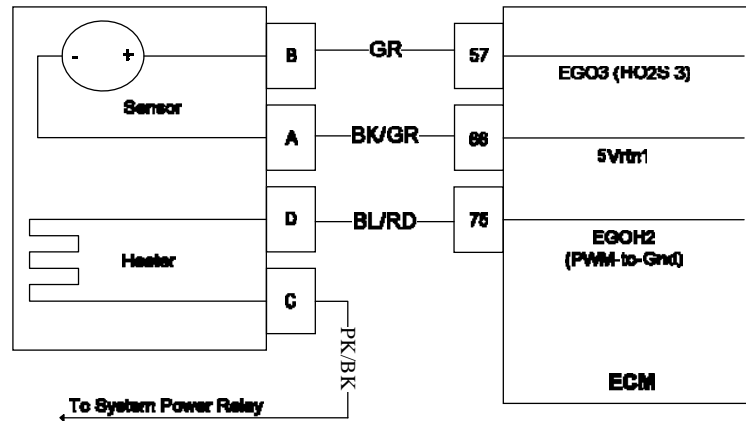 - + B GR 57
EGO3 (HO2S 3)
Sensor
A BK/GR 66
5Vrtn1
D BL/RD 75
EGOH2
(PWM-to-Gnd)
Heater
C
PK/BK
ECM
To System Power Relay